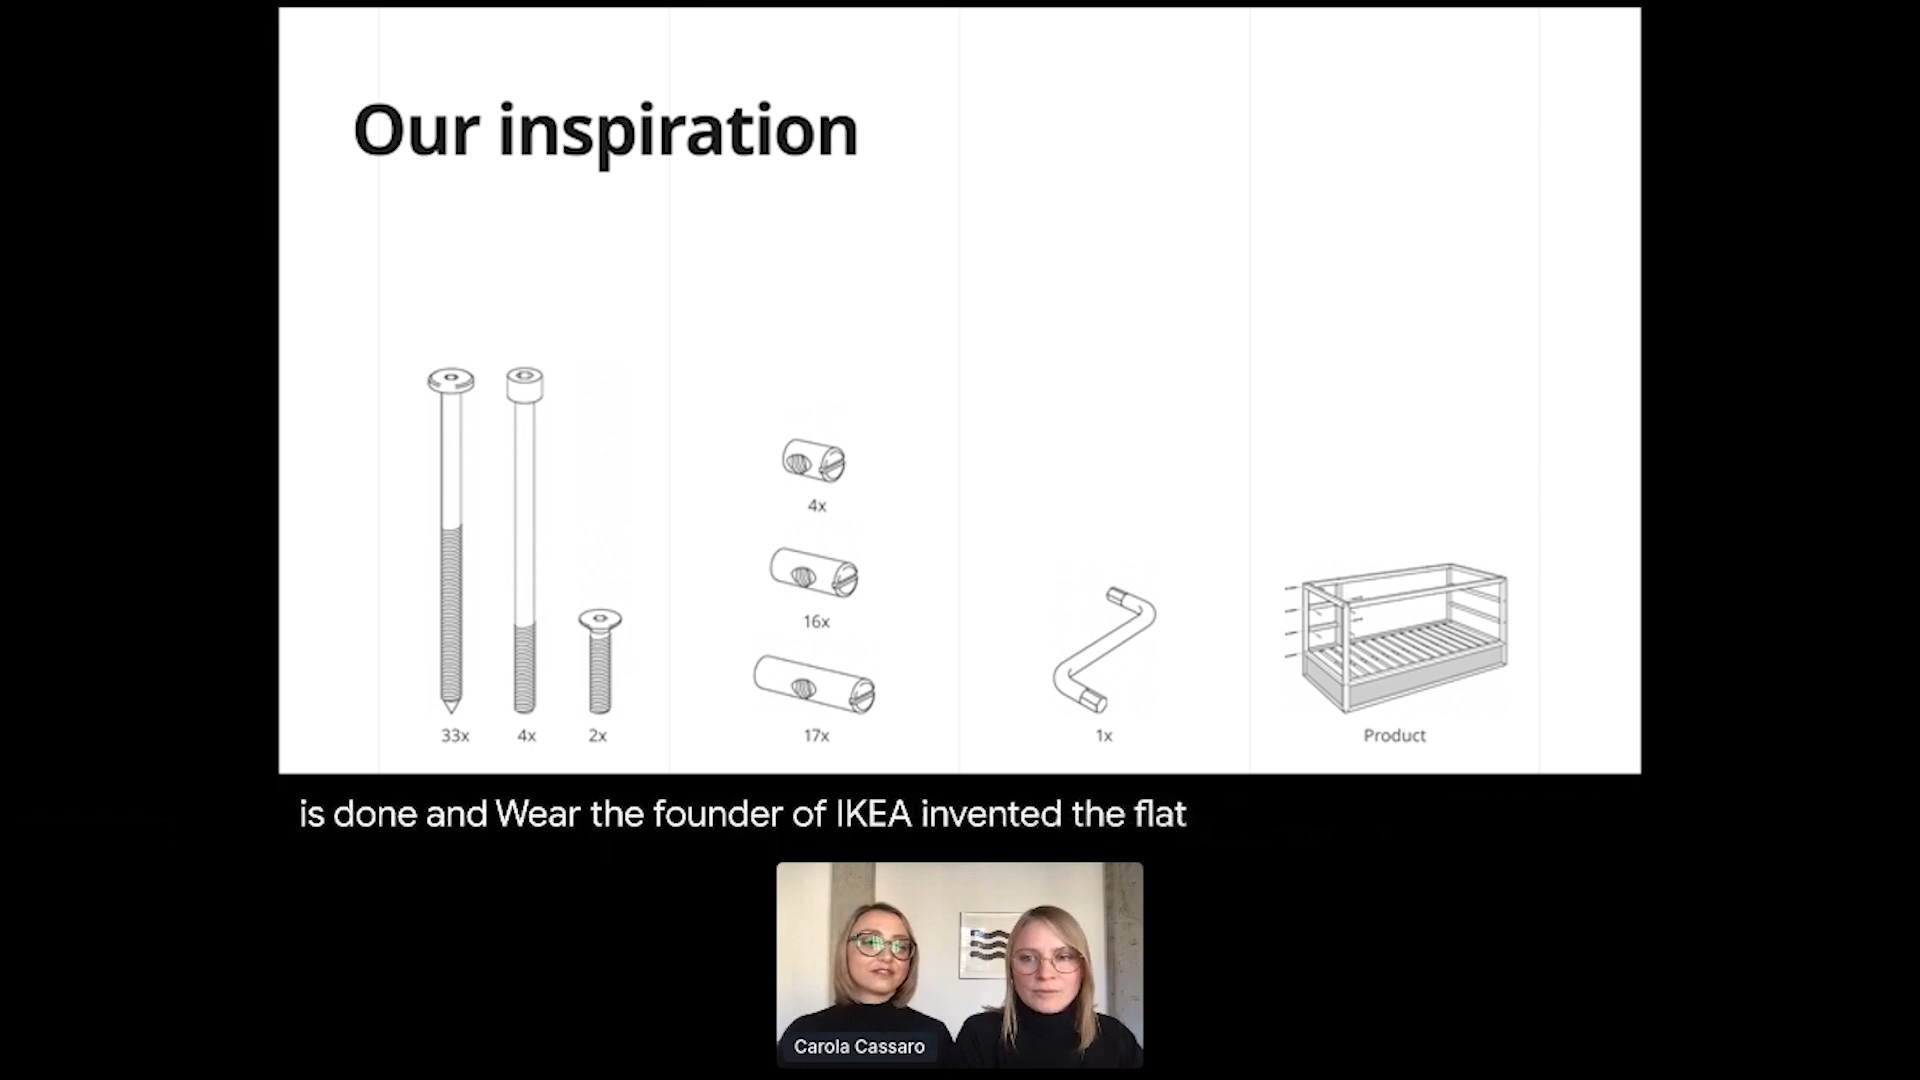 Our inspiration
4x
16x
33x 4x 2x 17x 1x Product
is done and Wear the founder of IKEA invented the flat
Carola Cassaro